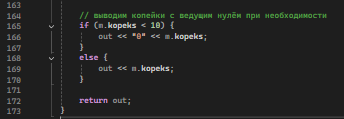 163
164 // выводим копейки с ведущим нулём при необходимости
165 if (m.kopeks < 10) {
166 out << "0" << m.kopeks;
167 }
168 else {
169 out << m.kopeks;
170 }
171
172 return out;
173 }